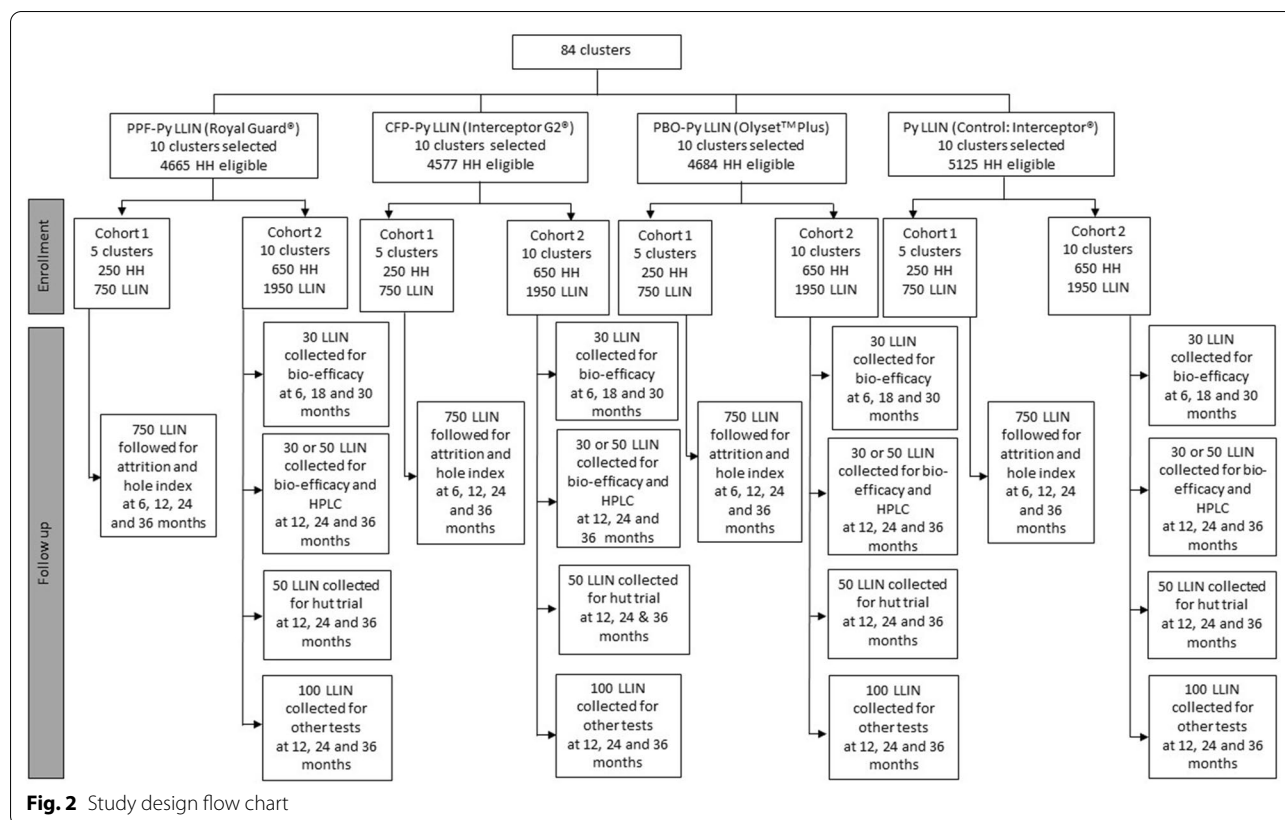 84 clusters
PPF-Py LLIN (Royal Guard®)
10 clusters selected
4665 HH eligible
CFP-Py LLIN (Interceptor G2®)
10 clusters selected
4577 HH eligible
PBO-Py LLIN (Olyset™Plus)
10 clusters selected
4684 HH eligible
Py LLIN (Control: Interceptor®)
10 clusters selected
5125 HH eligible
Enrollment
Cohort 1
5 clusters
250 HH
750 LLIN
Cohort 2
10 clusters
650 HH
1950 LLIN
Cohort 1
5 clusters
250 HH
750 LLIN
Cohort 2
10 clusters
650 HH
1950 LLIN
Cohort 1
5 clusters
250 HH
750 LLIN
Cohort 2
10 clusters
650 HH
1950 LLIN
Cohort 1
5 clusters
250 HH
750 LLIN
Cohort 2
10 clusters
650 HH
1950 LLIN
Follow up
750 LLIN
followed for
attrition and
hole index
at 6, 12, 24
and 36 months
30 LLIN
collected for
bio-efficacy
at 6, 18 and 30
months
30 or 50 LLIN
collected for
bio-efficacy and
HPLC
at 12, 24 and 36
months
50 LLIN collected
for hut trial
at 12, 24 and 36
months
100 LLIN
collected for
other tests
at 12, 24 and 36
months
750 LLIN
followed for
attrition and
hole index
at 6, 12, 24 and
36 months
30 LLIN
collected for
bio-efficacy
at 6, 18 and 30
months
30 or 50 LLIN
collected for
bio-efficacy and
HPLC
at 12, 24 and
36 months
50 LLIN collected
for hut trial
at 12, 24 & 36
months
100 LLIN
collected for
other tests
at 12, 24 and 36
months
750 LLIN
followed for
attrition and
hole index
at 6, 12, 24 and
36 months
30 LLIN
collected for
bio-efficacy
at 6, 18 and 30
months
30 or 50 LLIN
collected for bio-
efficacy and
HPLC
at 12, 24 and 36
months
50 LLIN collected
for hut trial
at 12, 24 and 36
months
100 LLIN
collected for
other tests
at 12, 24 and 36
months
750 LLIN
followed for
attrition and
hole index
at 6, 12, 24 and
36 months
30 LLIN
collected for
bio-efficacy
at 6, 18 and 30
months
30 or 50 LLIN
collected for bio-
efficacy and
HPLC
at 12, 24 and 36
months
50 LLIN collected
for hut trial
at 12, 24 and 36
months
100 LLIN
collected for
other tests
at 12, 24 and 36
months
Fig. 2 Study design flow chart